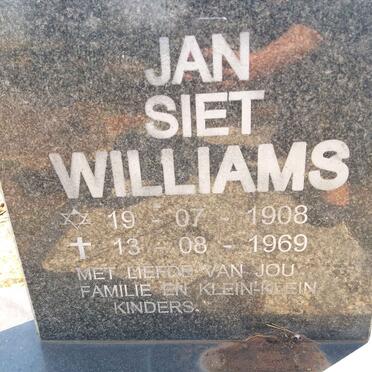 JAN
SIET
WILLIAMS
✡ 19 - 07 - 1908
✝ 13 - 08 - 1969
MET LIEFDE VAN JOU
FAMILIE EN KLEIN-KLEIN
KINDERS.